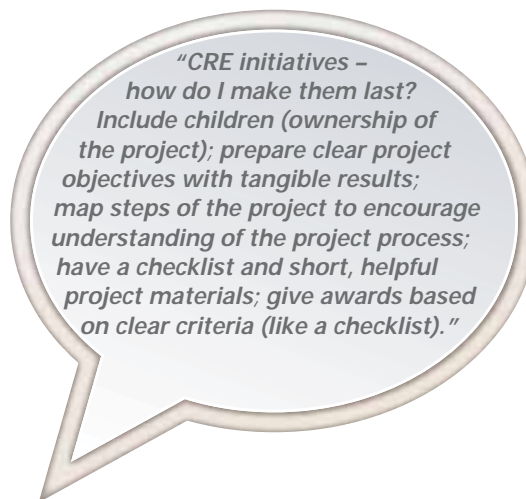 “CRE initiatives –
how do I make them last?
Include children (ownership of
the project); prepare clear project
objectives with tangible results;
map steps of the project to encourage
understanding of the project process;
have a checklist and short, helpful
project materials; give awards based
on clear criteria (like a checklist).”